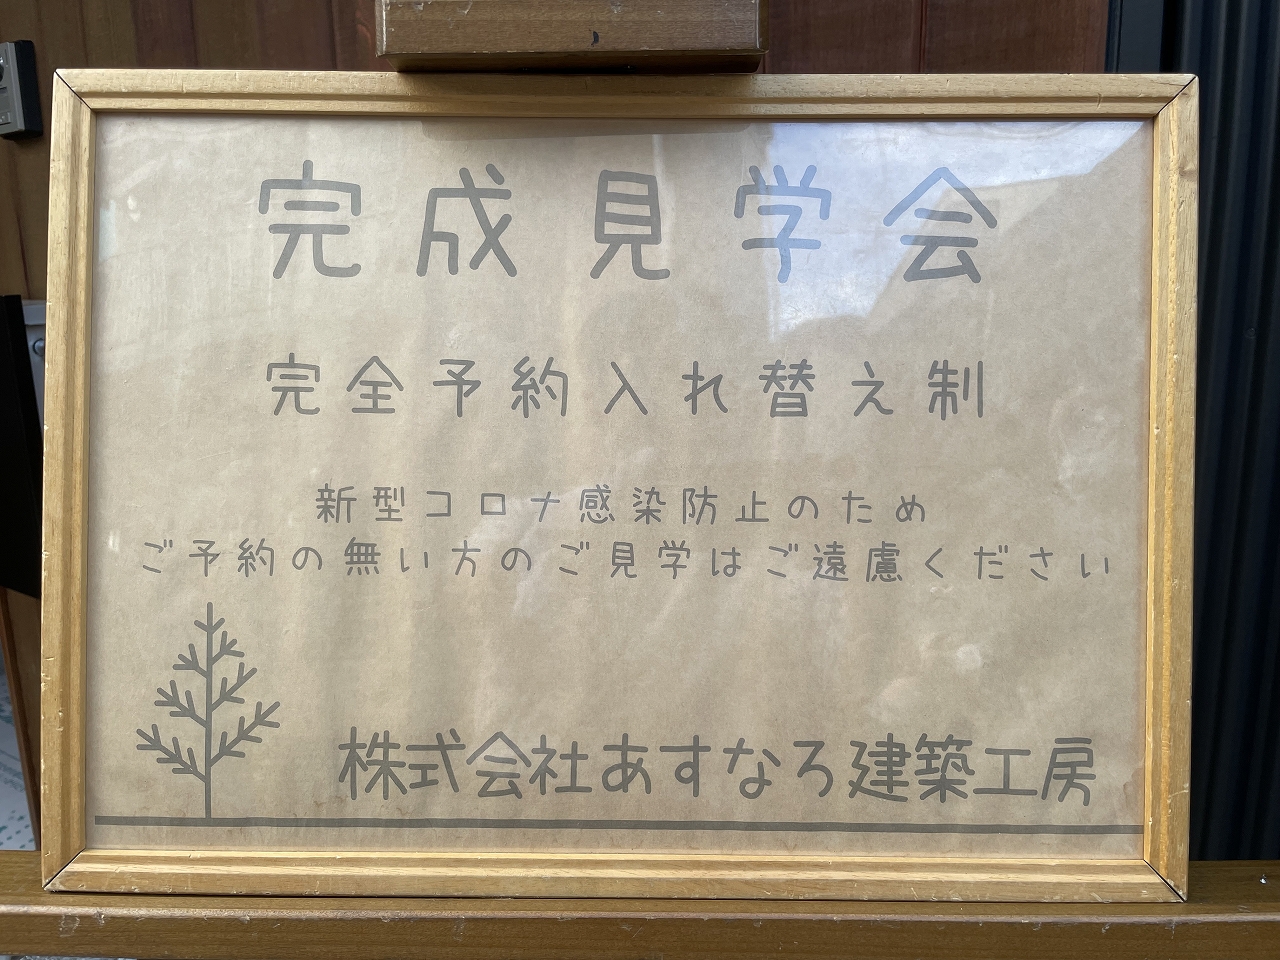 完成見学会
完全予約入れ替え制
新型コロナ感染防止のため
ご予約の無い方のご見学はご遠慮ください
株式会社あすなろ建築工房